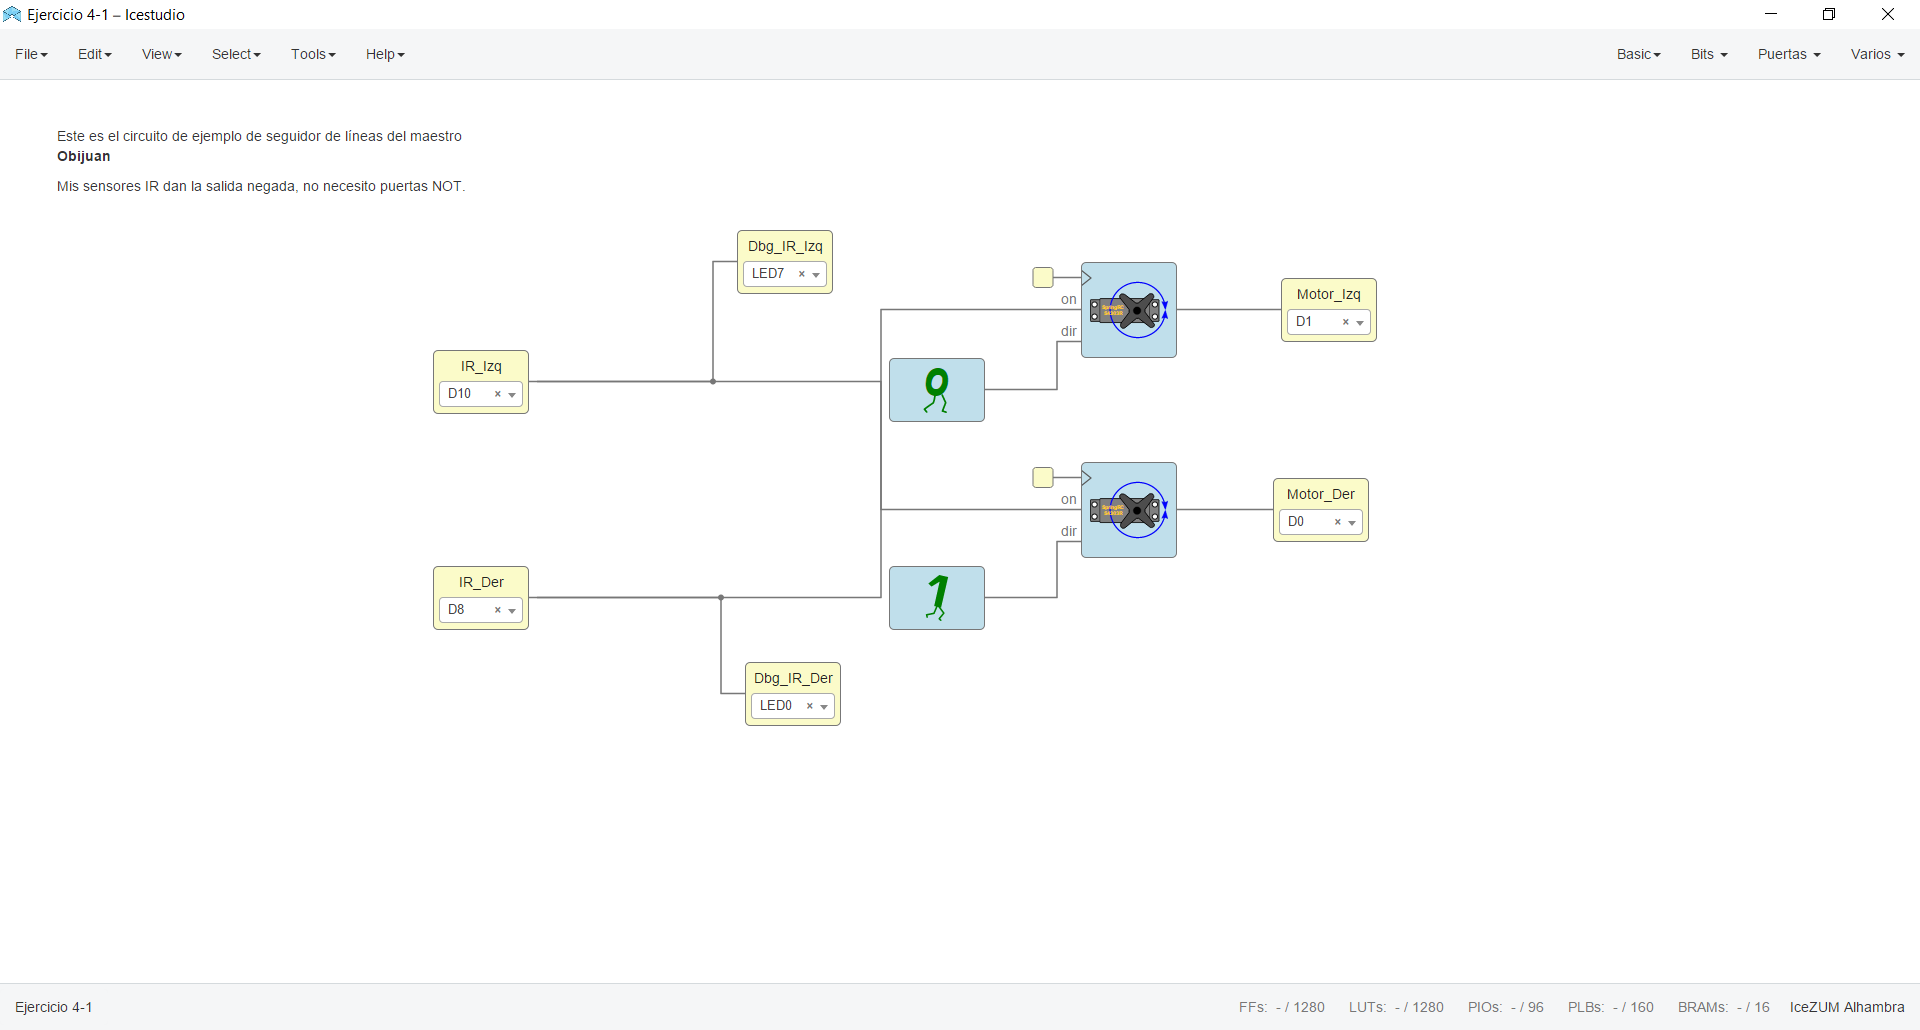 Ejercicio 4-1 – Icestudio
File Edit View Select Tools Help Basic Bits Puertas Varios
Este es el circuito de ejemplo de seguidor de líneas del maestro
Obijuan
Mis sensores IR dan la salida negada, no necesito puertas NOT.
Dbg_IR_Izq
LED7 ×
on
dir
Motor_Izq
D1 ×
IR_Izq
D10 ×
0
on
dir
Motor_Der
D0 ×
IR_Der
D8 ×
1
Dbg_IR_Der
LED0 ×
Ejercicio 4-1 FFs: - / 1280 LUTs: - / 1280 PIOs: - / 96 PLBs: - / 160 BRAMs: - / 16 IceZUM Alhambra